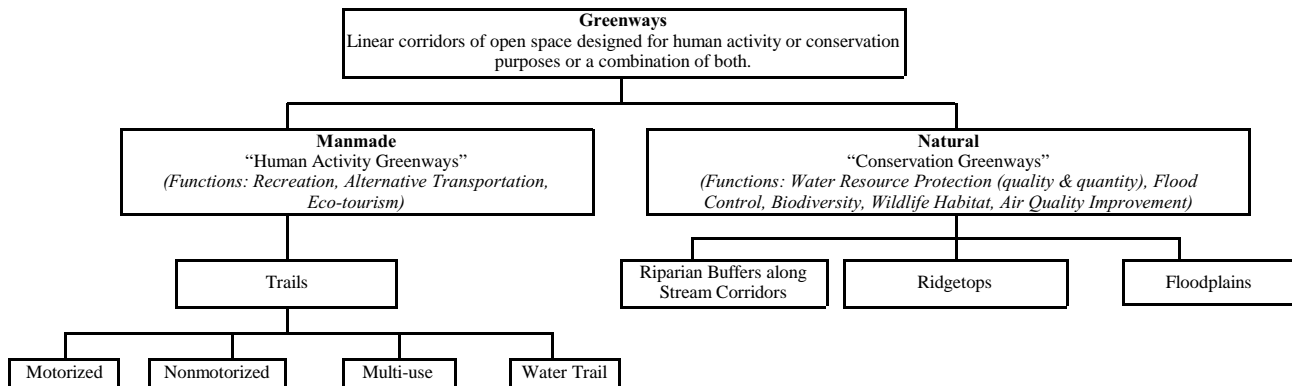 Greenways
Linear corridors of open space designed for human activity or conservation
purposes or a combination of both.
Manmade
“Human Activity Greenways”
(Functions: Recreation, Alternative Transportation,
Eco-tourism)
Natural
“Conservation Greenways”
(Functions: Water Resource Protection (quality & quantity), Flood
Control, Biodiversity, Wildlife Habitat, Air Quality Improvement)
Trails
Riparian Buffers along
Stream Corridors
Ridgetops
Floodplains
Motorized
Nonmotorized
Multi-use
Water Trail